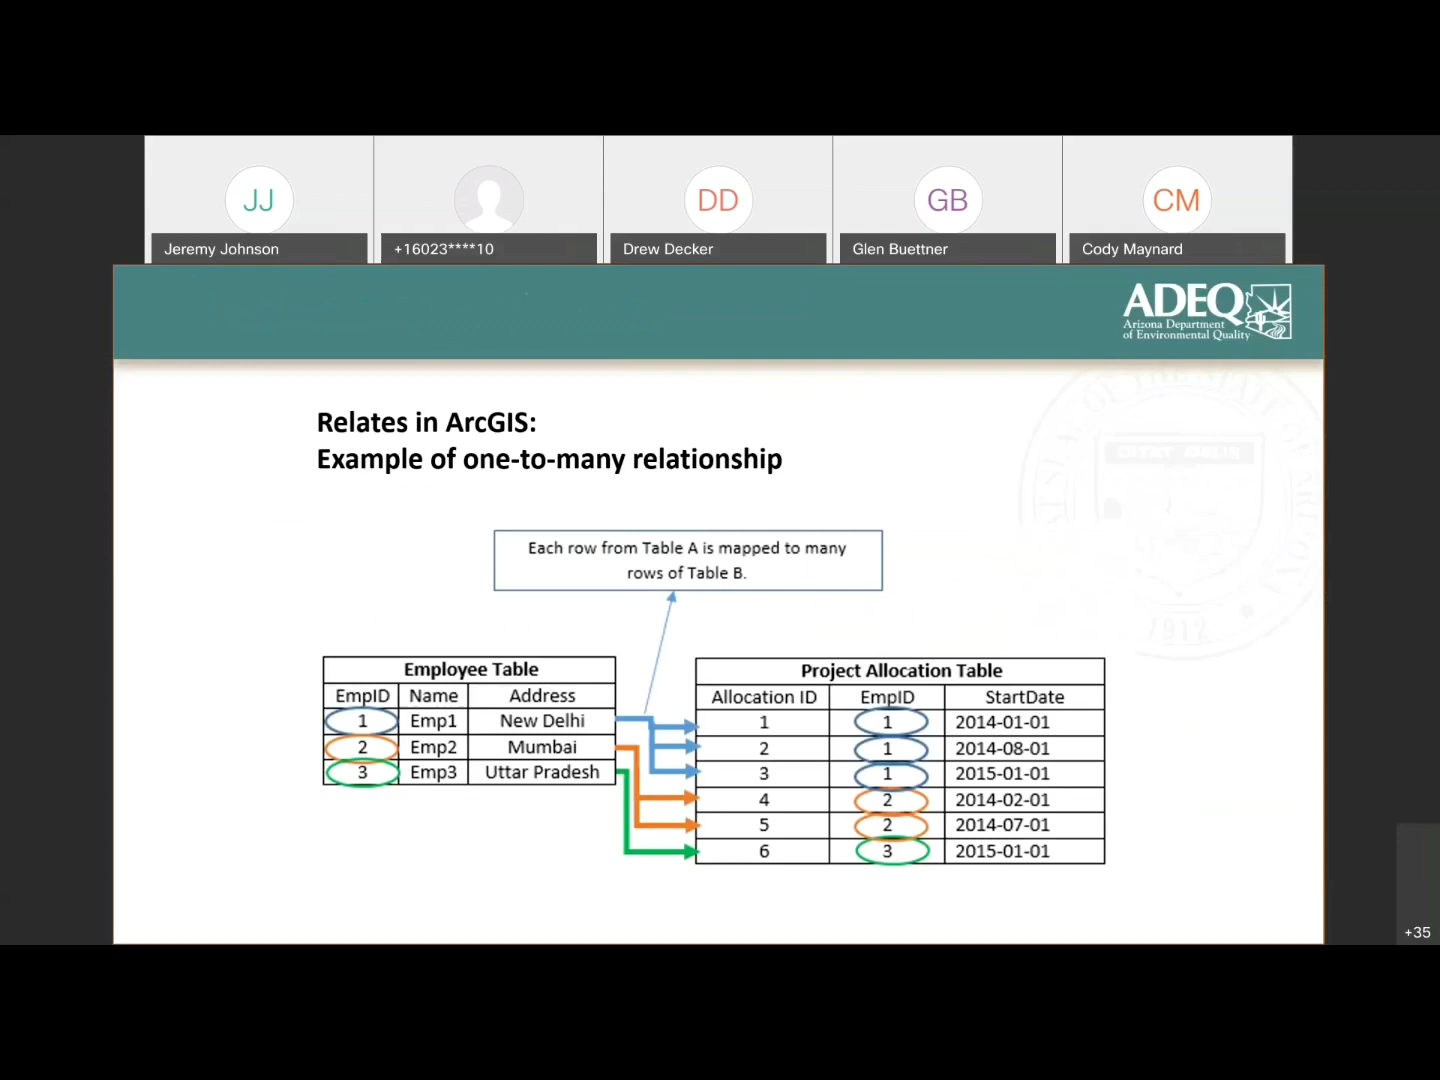 JJ
DD
GB
CM
Jeremy Johnson
+16023****10
Drew Decker
Glen Buettner
Cody Maynard
ADEQ
Arizona Department
of Environmental Quality
Relates in ArcGIS:
Example of one-to-many relationship
Each row from Table A is mapped to many
rows of Table B.
Employee Table
EmpID Name Address
1 Emp1 New Delhi
2 Emp2 Mumbai
3 Emp3 Uttar Pradesh
Project Allocation Table
Allocation ID EmpID StartDate
1 1 2014-01-01
2 1 2014-08-01
3 1 2015-01-01
4 2 2014-02-01
5 2 2014-07-01
6 3 2015-01-01
1912
+35